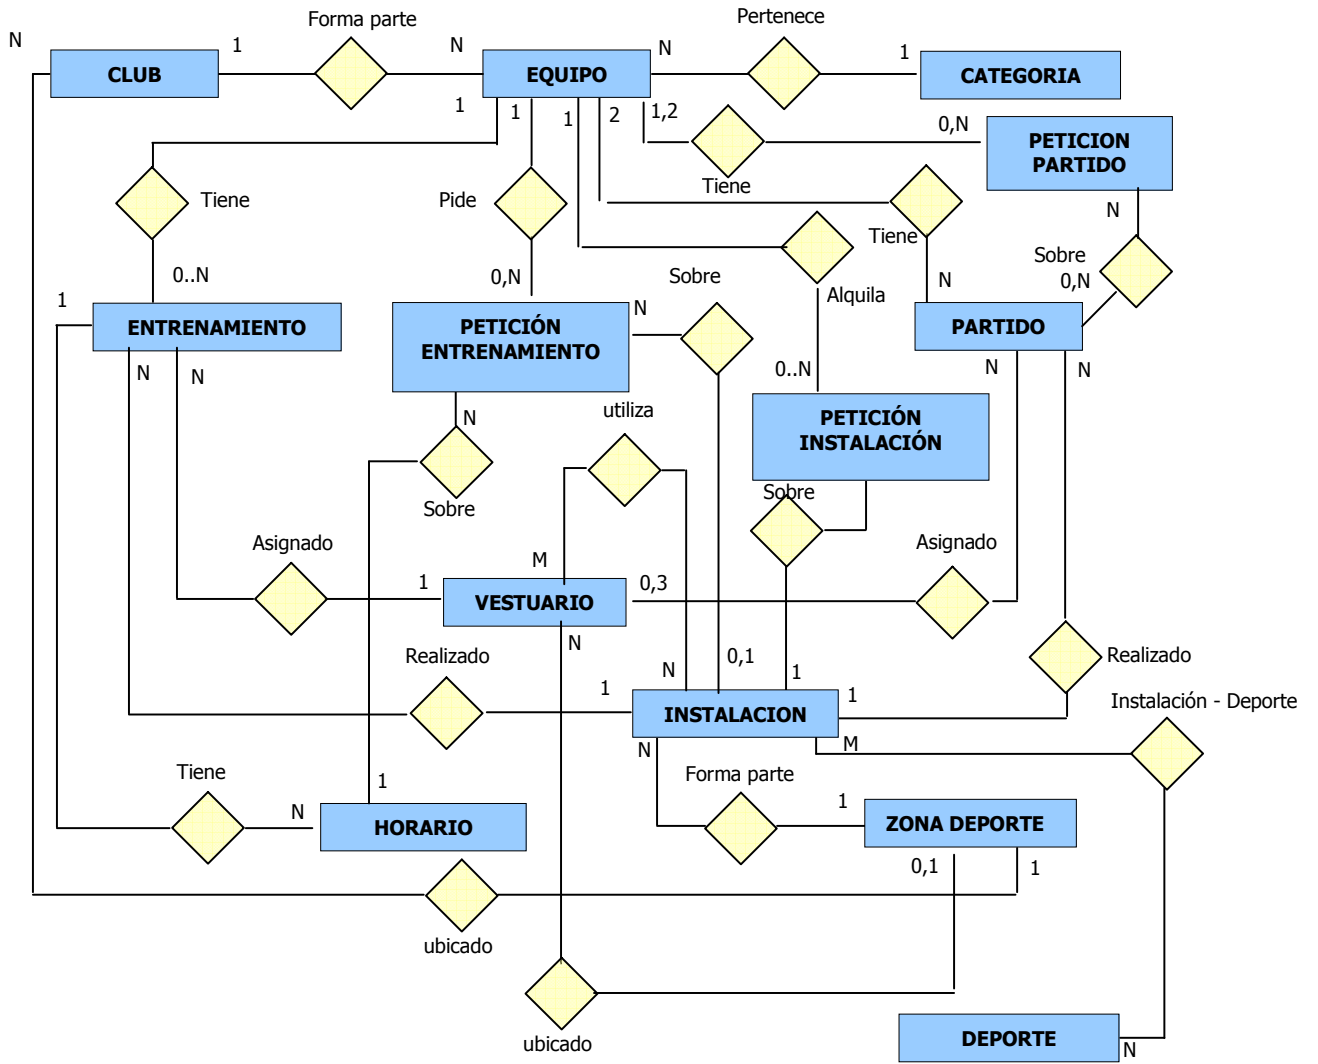 Forma parte
Pertenece
N
1
N
N
1
CLUB
EQUIPO
CATEGORIA
1
1
1
2
1,2
0,N
PETICION
PARTIDO
Tiene
Tiene
Pide
N
Tiene
Sobre
0..N
0,N
Sobre
0,N
1
N
Alquila
N
ENTRENAMIENTO
PETICIÓN
ENTRENAMIENTO
PARTIDO
N
N
0..N
N
N
N
utiliza
PETICIÓN
INSTALACIÓN
Sobre
Sobre
Asignado
Asignado
M
1
0,3
VESTUARIO
N
Realizado
0,1
Realizado
N
1
1
1
INSTALACION
Instalación - Deporte
N
M
Tiene
Forma parte
1
1
N
HORARIO
ZONA DEPORTE
0,1
1
ubicado
ubicado
DEPORTE
N